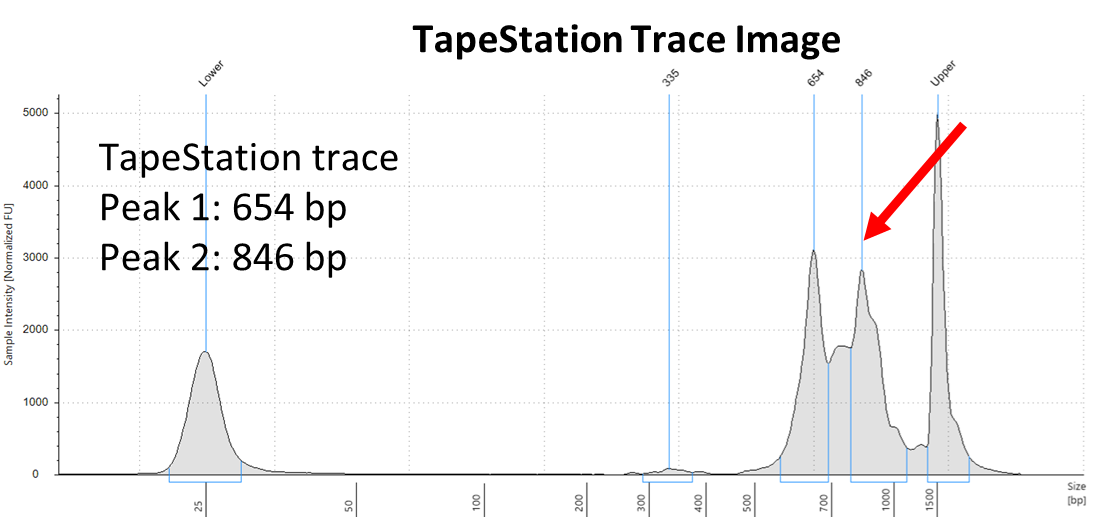 TapeStation Trace Image
Lower
335
654
846
Upper
TapeStation trace
Peak 1: 654 bp
Peak 2: 846 bp
Sample Intensity [Normalized FU]
5000
4000
3000
2000
1000
0
25
50
100
200
300
400
500
700
1000
1500
Size
[bp]